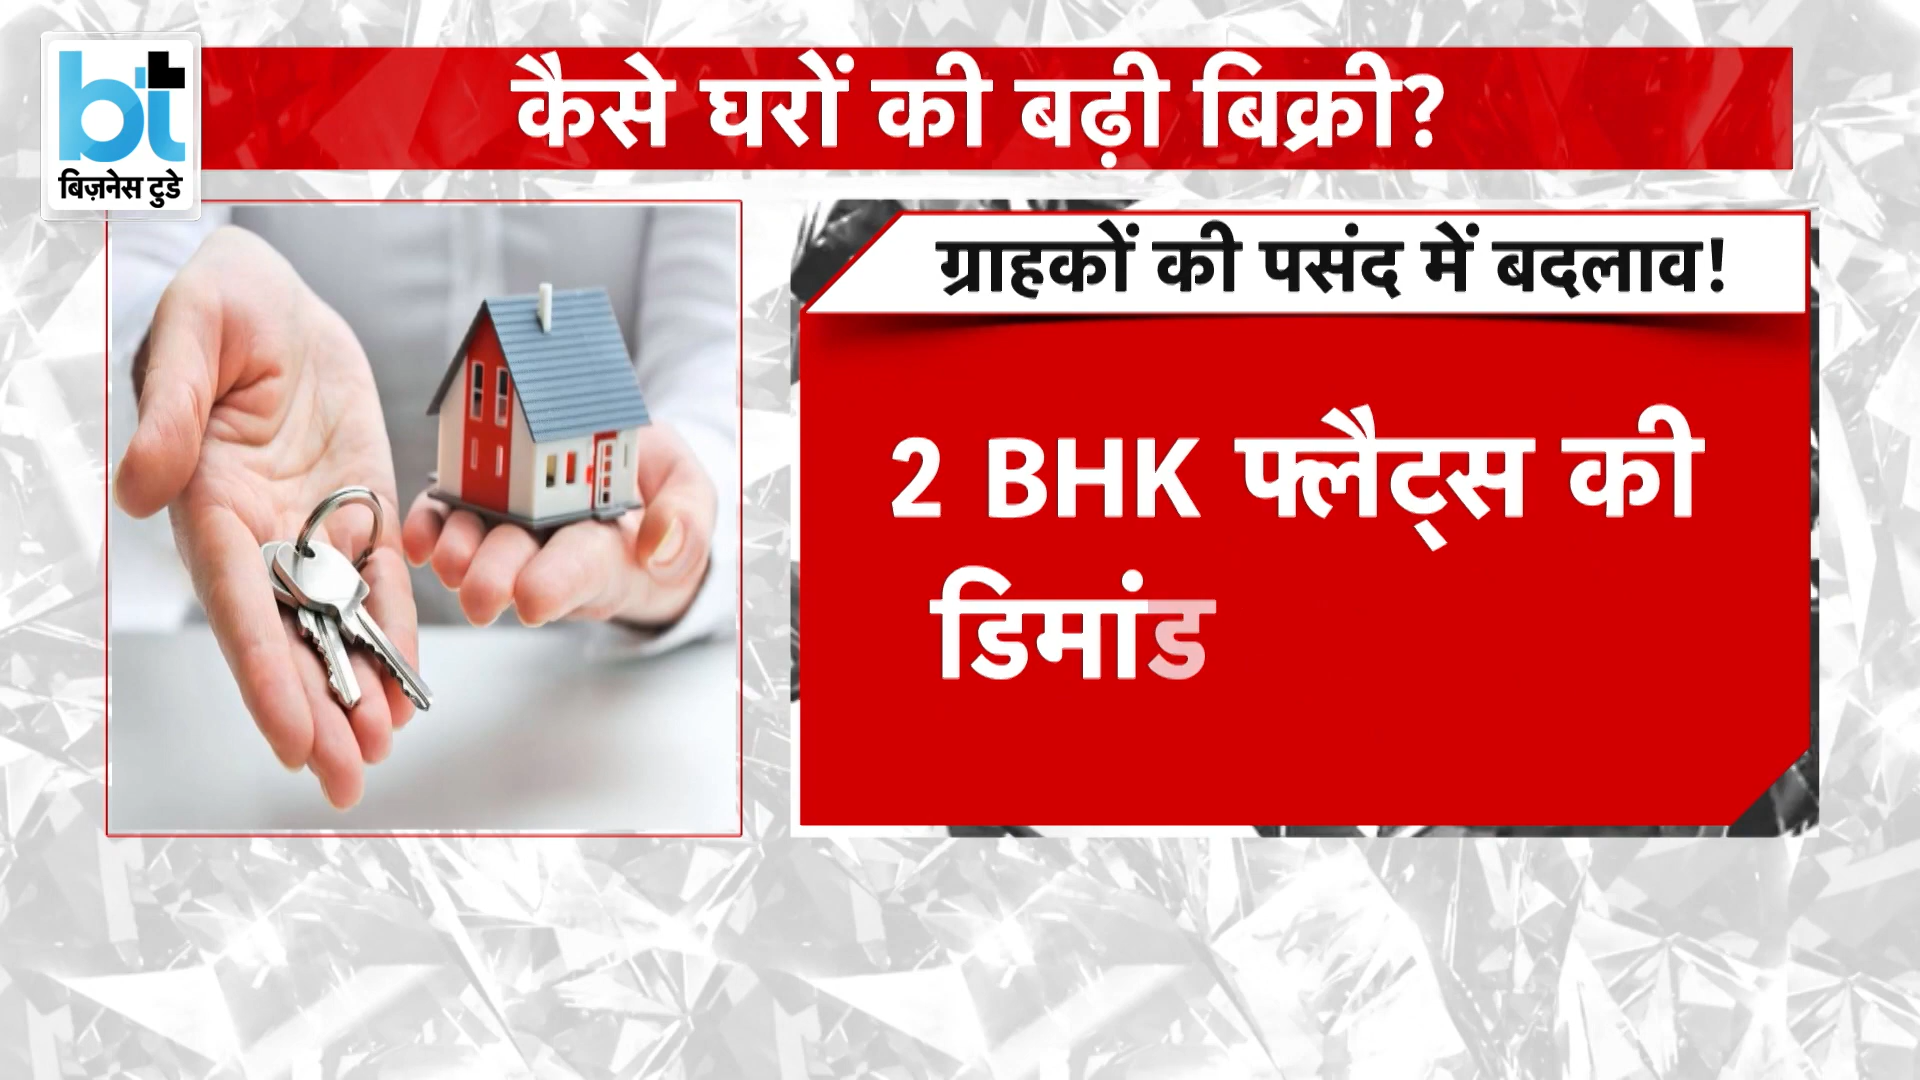 कैसे घरों की बढ़ी बिक्री?
bt
बिज़नेस टुडे
ग्राहकों की पसंद में बदलाव!
2 BHK फ्लैट्स की
डिमांड